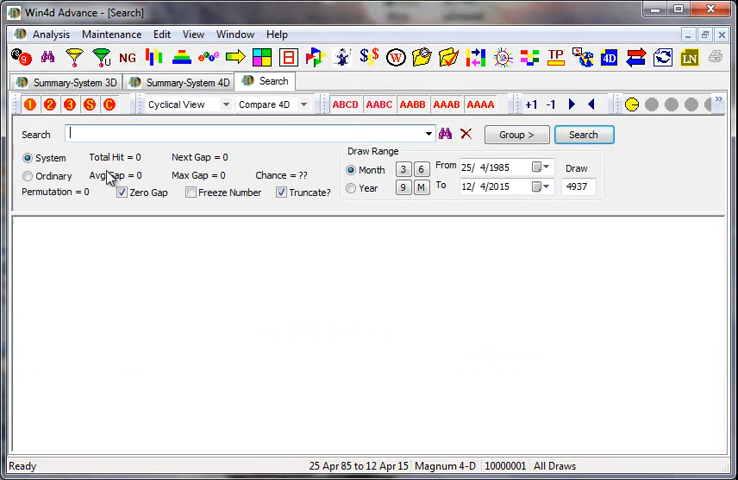 Win4d Advance - [Search]
Analysis Maintenance Edit View Window Help
9 U NG $ $ W TP 4D LN
Summary-System 3D Summary-System 4D Search
1 2 3 S C Cyclical View Compare 4D ABCD AABC AABB AAAB AAAA +1 -1 »
Search Group > Search
System Total Hit = 0 Next Gap = 0 Draw Range
Month 3 6 From 25/ 4/1985 Draw
Ordinary Avg Gap = 0 Max Gap = 0 Chance = ??
Year 9 M To 12/ 4/2015 4937
Permutation = 0 Zero Gap Freeze Number Truncate?
Ready 25 Apr 85 to 12 Apr 15 Magnum 4-D 10000001 All Draws